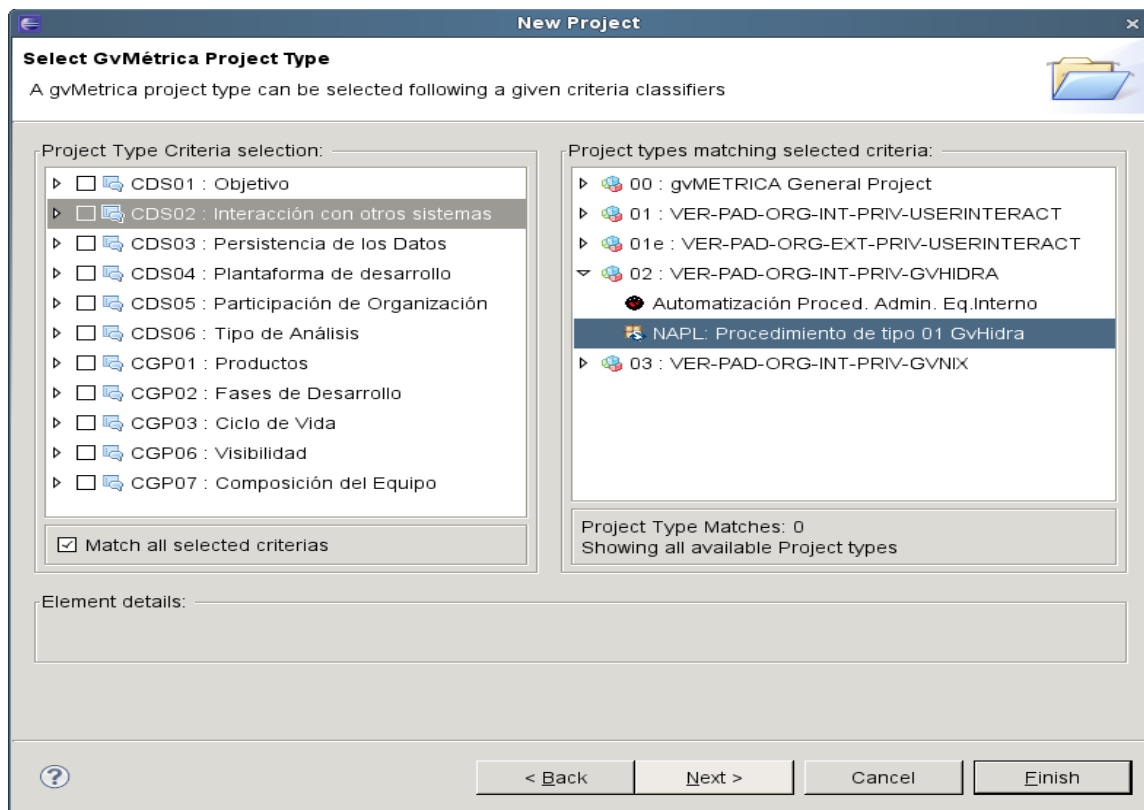 New Project
Select GvMétrica Project Type
A gvMetrica project type can be selected following a given criteria classifiers
Project Type Criteria selection:
CDS01 : Objetivo
CDS02 : Interacción con otros sistemas
CDS03 : Persistencia de los Datos
CDS04 : Plantaforma de desarrollo
CDS05 : Participación de Organización
CDS06 : Tipo de Análisis
CGP01 : Productos
CGP02 : Fases de Desarrollo
CGP03 : Ciclo de Vida
CGP06 : Visibilidad
CGP07 : Composición del Equipo
Match all selected criterias
Project types matching selected criteria:
00 : gvMETRICA General Project
01 : VER-PAD-ORG-INT-PRIV-USERINTERACT
01e : VER-PAD-ORG-EXT-PRIV-USERINTERACT
02 : VER-PAD-ORG-INT-PRIV-GVHIDRA
Automatización Proced. Admin. Eq.Interno
NAPL: Procedimiento de tipo 01 GvHidra
03 : VER-PAD-ORG-INT-PRIV-GVNIX
Project Type Matches: 0
Showing all available Project types
Element details:
?
< Back
Next >
Cancel
Finish